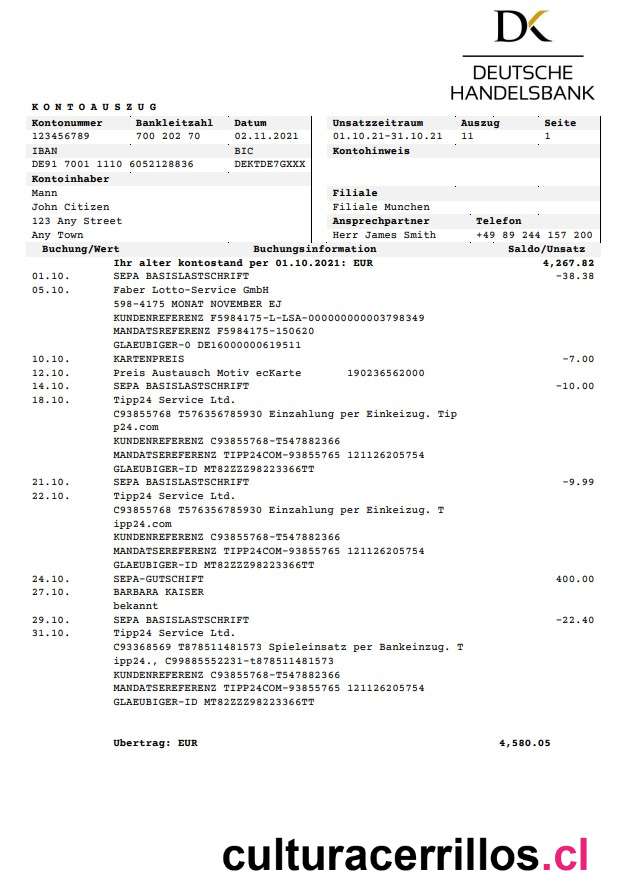 DK
DEUTSCHE
HANDELSBANK
KONTOAUSZUG
Kontonummer Bankleitzahl Datum Unsatzzeitraum Auszug Seite
123456789 700 202 70 02.11.2021 01.10.21-31.10.21 11 1
IBAN BIC Kontohinweis
DE91 7001 1110 6052128836 DEKTDE7GXXX
Kontoinhaber
Mann Filiale
John Citizen Filiale Munchen
123 Any Street Ansprechpartner Telefon
Any Town Herr James Smith +49 89 244 157 200
Buchung/Wert Buchungsinformation Saldo/Unsatz
Ihr alter kontostand per 01.10.2021: EUR 4,267.82
01.10. SEPA BASISLASTSCHRIFT -38.38
05.10. Faber Lotto-Service GmbH
598-4175 MONAT NOVEMBER EJ
KUNDENREFERENZ F5984175-L-LSA-000000000003798349
MANDATSREFERENZ F5984175-150620
GLAEUBIGER-0 DE16000000619511
10.10. KARTENPREIS -7.00
12.10. Preis Austausch Motiv ecKarte 190236562000
14.10. SEPA BASISLASTSCHRIFT -10.00
18.10. Tipp24 Service Ltd.
C93855768 T576356785930 Einzahlung per Einkeizug. Tip
p24.com
KUNDENREFERENZ C93855768-T547882366
MANDATSEREFERENZ TIPP24COM-93855765 121126205754
GLAEUBIGER-ID MT82ZZZ98223366TT
21.10. SEPA BASISLASTSCHRIFT -9.99
22.10. Tipp24 Service Ltd.
C93855768 T576356785930 Einzahlung per Einkeizug. T
ipp24.com
KUNDENREFERENZ C93855768-T547882366
MANDATSEREFERENZ TIPP24COM-93855765 121126205754
GLAEUBIGER-ID MT82ZZZ98223366TT
24.10. SEPA-GUTSCHIFT 400.00
27.10. BARBARA KAISER
bekannt
29.10. SEPA BASISLASTSCHRIFT -22.40
31.10. Tipp24 Service Ltd.
C93368569 T878511481573 Spieleinsatz per Bankeinzug. T
ipp24., C99885552231-t878511481573
KUNDENREFERENZ C93855768-T547882366
MANDATSEREFERENZ TIPP24COM-93855765 121126205754
GLAEUBIGER-ID MT82ZZZ98223366TT
Ubertrag: EUR 4,580.05
culturacerrillos.cl